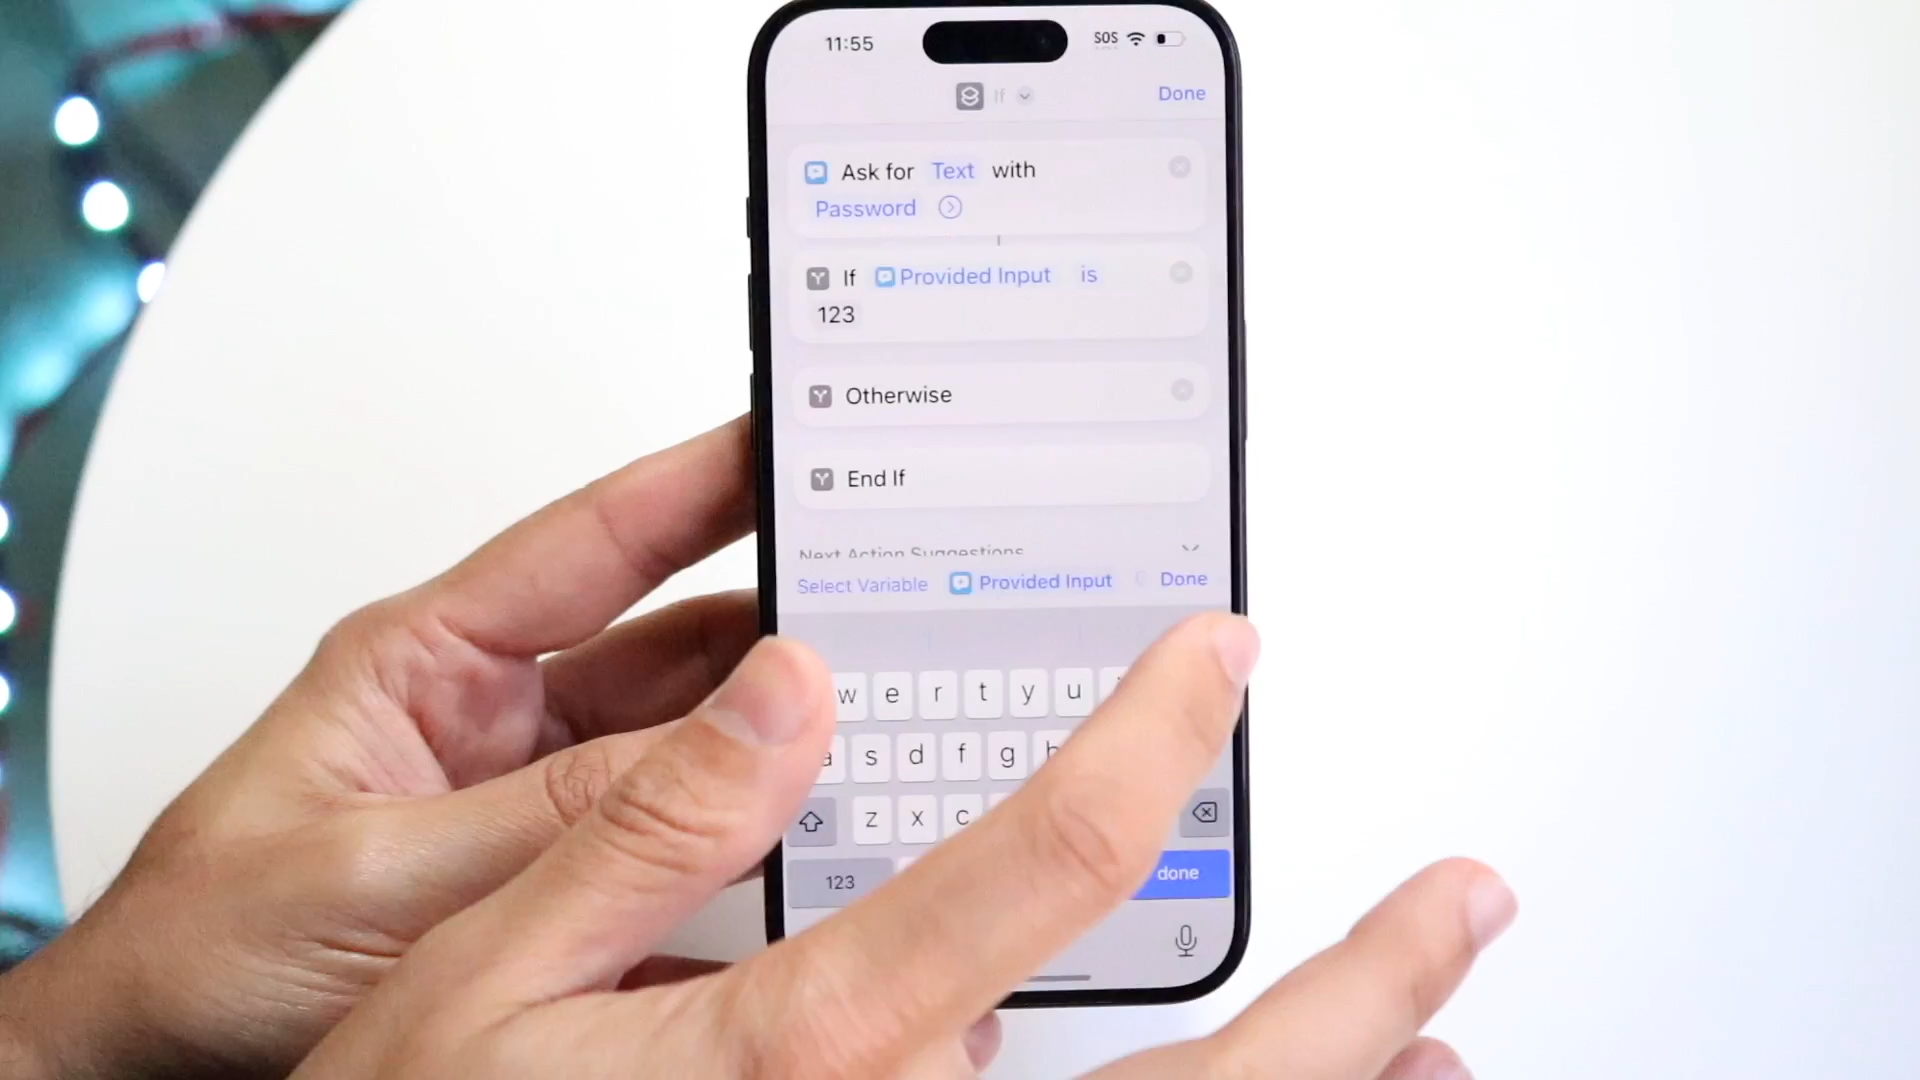 11:55 SOS
If Done
Ask for Text with
Password
If Provided Input is
123
Otherwise
End If
Next Action Suggestions
Select Variable Provided Input Done
w e r t y u
a s d f g h
z x c
123 done